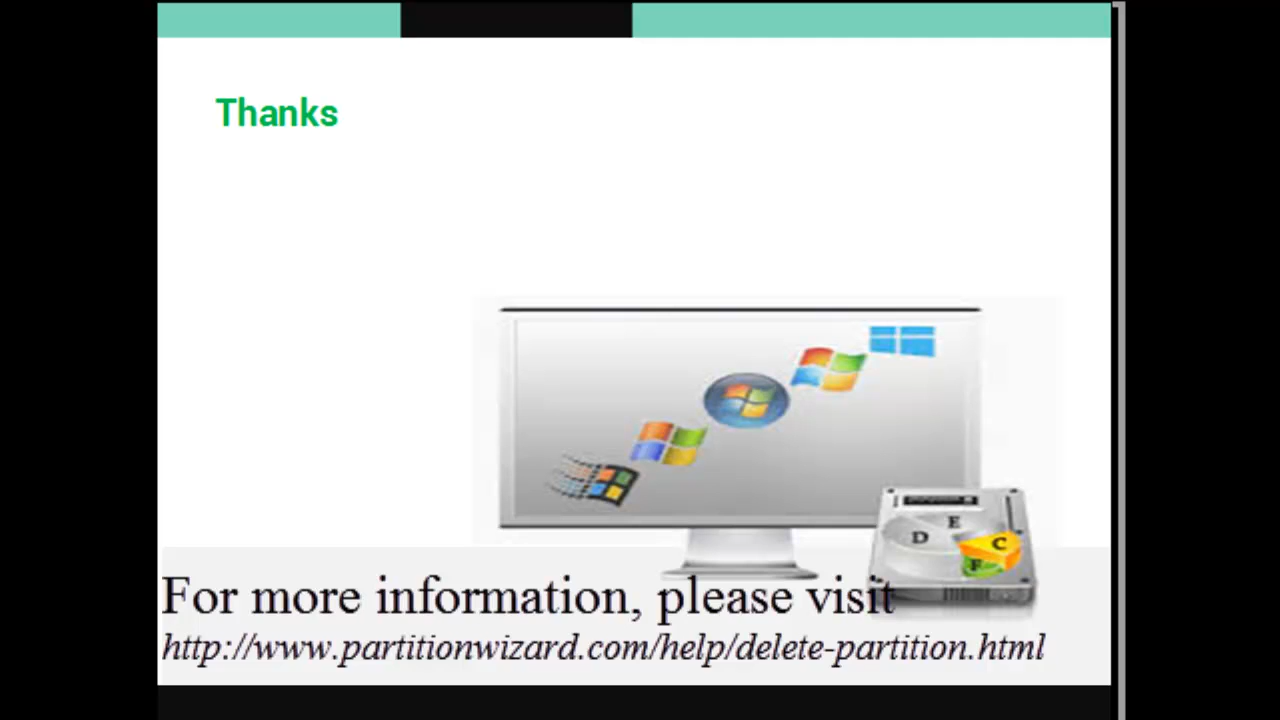 Thanks
E
D
C
F
For more information, please visit
http://www.partitionwizard.com/help/delete-partition.html